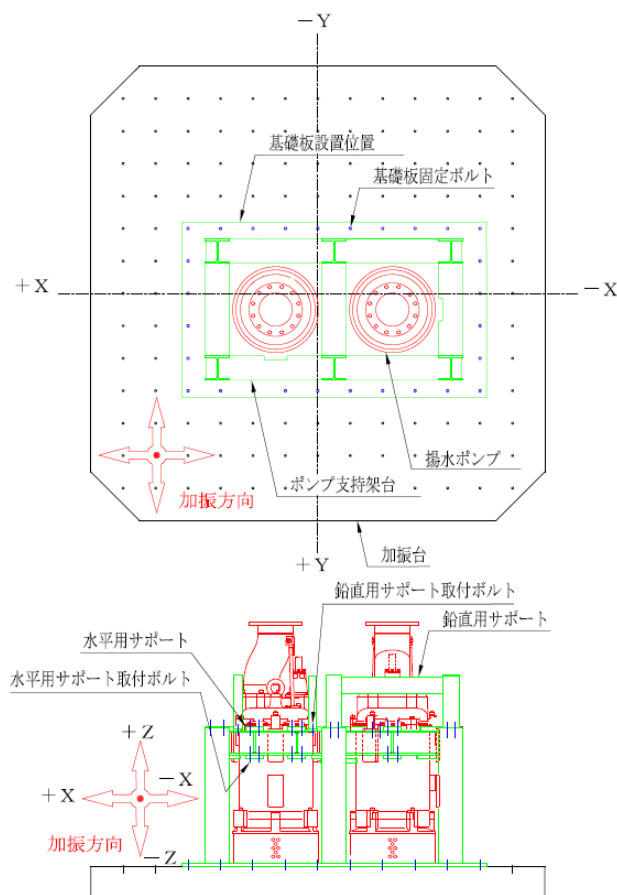 －Y
基礎板設置位置
基礎板固定ボルト
＋X
－X
揚水ポンプ
ポンプ支持架台
加振方向
＋Y
加振台
鉛直用サポート取付ボルト
鉛直用サポート
水平用サポート
水平用サポート取付ボルト
＋Z
－X
＋X
加振方向
－Z